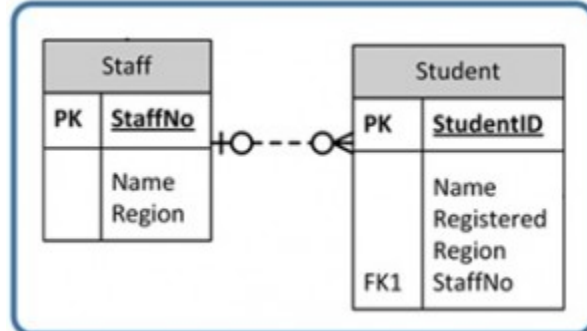 Staff
PK StaffNo
Name
Region
Student
PK StudentID
Name
Registered
Region
FK1 StaffNo